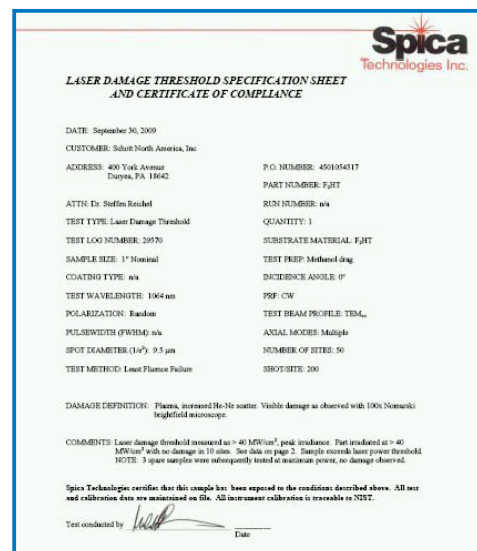 Spica
Technologies Inc.
LASER DAMAGE THRESHOLD SPECIFICATION SHEET
AND CERTIFICATE OF COMPLIANCE
DATE: September 30, 2009
CUSTOMER: Schott North America, Inc.
ADDRESS: 400 York Avenue
Duryea, PA 18642
P.O. NUMBER: 4501054517
PART NUMBER: F₂HT
ATTN: Dr. Steffen Reichel
RUN NUMBER: n/a
TEST TYPE: Laser Damage Threshold
QUANTITY: 1
TEST LOG NUMBER: 29570
SUBSTRATE MATERIAL: F₂HT
SAMPLE SIZE: 1" Nominal
TEST PREP: Methanol drag
COATING TYPE: n/a
INCIDENCE ANGLE: 0°
TEST WAVELENGTH: 1064 nm
PRF: CW
POLARIZATION: Random
TEST BEAM PROFILE: TEM₀₀
PULSEWIDTH (FWHM): n/a
AXIAL MODES: Multiple
SPOT DIAMETER (1/e²): 9.5 µm
NUMBER OF SITES: 50
TEST METHOD: Least Fluence Failure
SHOT/SITE: 200
DAMAGE DEFINITION: Plasma, increased He-Ne scatter. Visible damage as observed with 100x Nomarski
brightfield microscope.
COMMENTS: Laser damage threshold measured as > 40 MW/cm², peak irradiance. Part irradiated at > 40
MW/cm² with no damage in 10 sites. See data on page 2. Sample exceeds laser power threshold.
NOTE: 3 spare samples were subsequently tested at maximum power, no damage observed.
Spica Technologies certifies that this sample has been exposed to the conditions described above. All test
and calibration data are maintained on file. All instrument calibration is traceable to NIST.
Test conducted by
Date